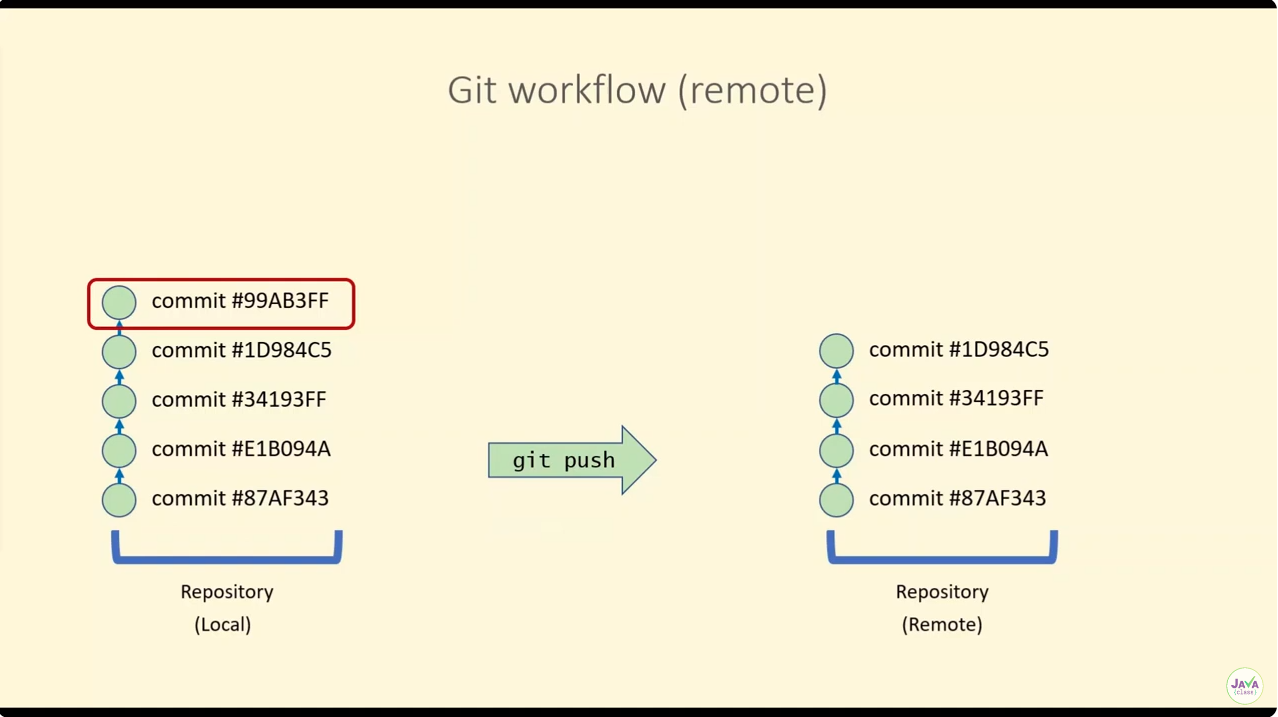 Git workflow (remote)
commit #99AB3FF
commit #1D984C5
commit #34193FF
commit #E1B094A
commit #87AF343
Repository
(Local)
git push
commit #1D984C5
commit #34193FF
commit #E1B094A
commit #87AF343
Repository
(Remote)
JAVA
(class)